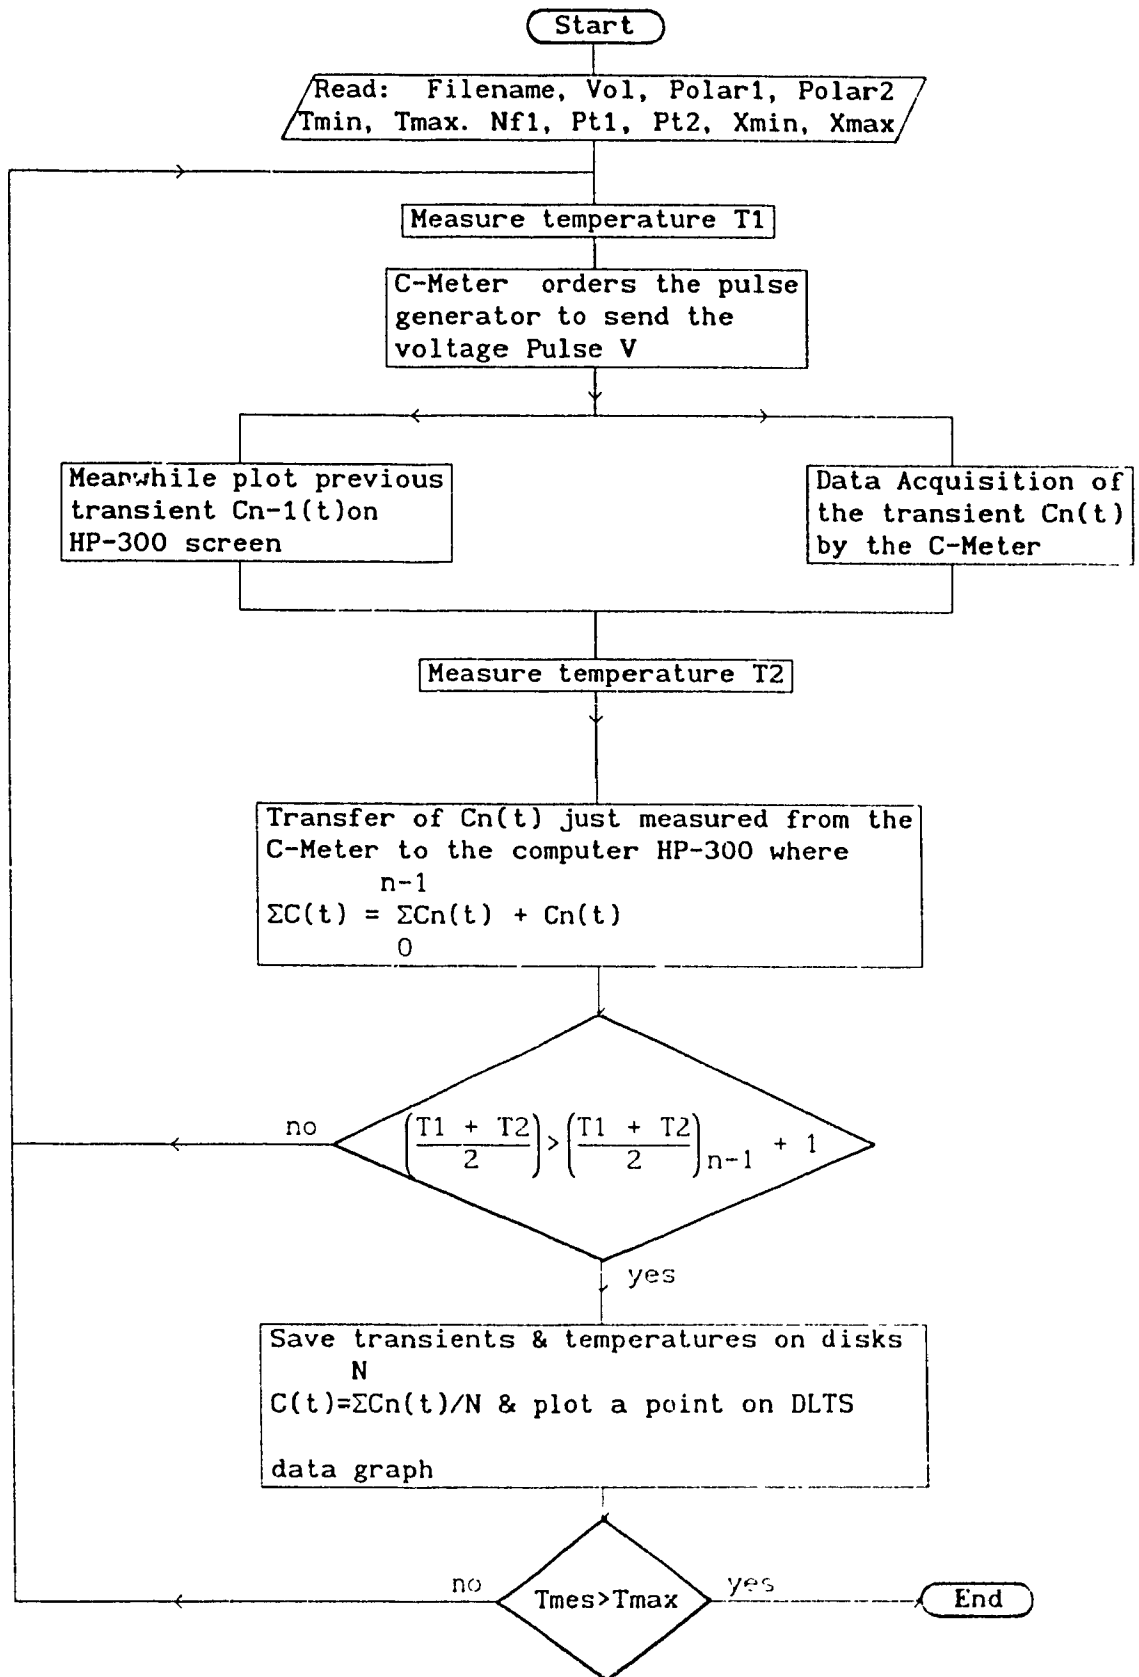 Start
Read: Filename, Vol, Polar1, Polar2
Tmin, Tmax. Nf1, Pt1, Pt2, Xmin, Xmax
Measure temperature T1
C-Meter orders the pulse
generator to send the
voltage Pulse V
Meanwhile plot previous
transient Cn-1(t)on
HP-300 screen
Data Acquisition of
the transient Cn(t)
by the C-Meter
Measure temperature T2
Transfer of Cn(t) just measured from the
C-Meter to the computer HP-300 where
n-1
ΣC(t) = ΣCn(t) + Cn(t)
0
no
(T1 + T2 / 2) > (T1 + T2 / 2)n-1 + 1
yes
Save transients & temperatures on disks
N
C(t)=ΣCn(t)/N & plot a point on DLTS
data graph
no
Tmes>Tmax
yes
End